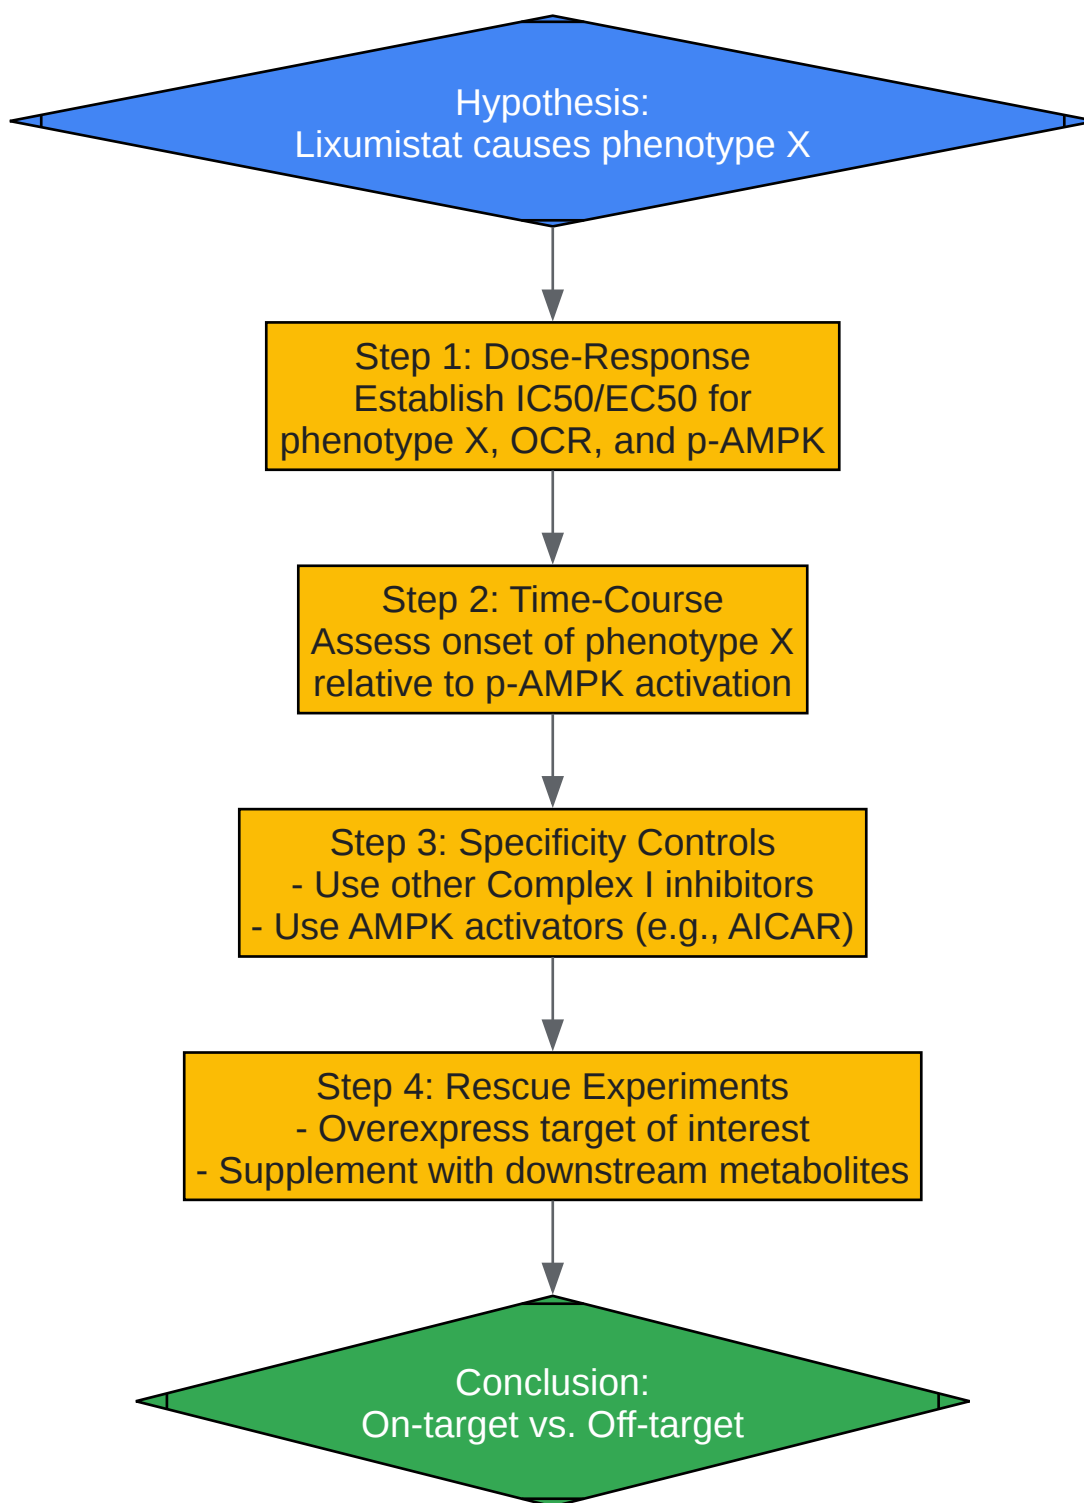 Hypothesis:
Lixumistat causes phenotype X
Step 1: Dose-Response
Establish IC50/EC50 for
phenotype X, OCR, and p-AMPK
Step 2: Time-Course
Assess onset of phenotype X
relative to p-AMPK activation
Step 3: Specificity Controls
- Use other Complex I inhibitors
- Use AMPK activators (e.g., AICAR)
Step 4: Rescue Experiments
- Overexpress target of interest
- Supplement with downstream metabolites
Conclusion:
On-target vs. Off-target